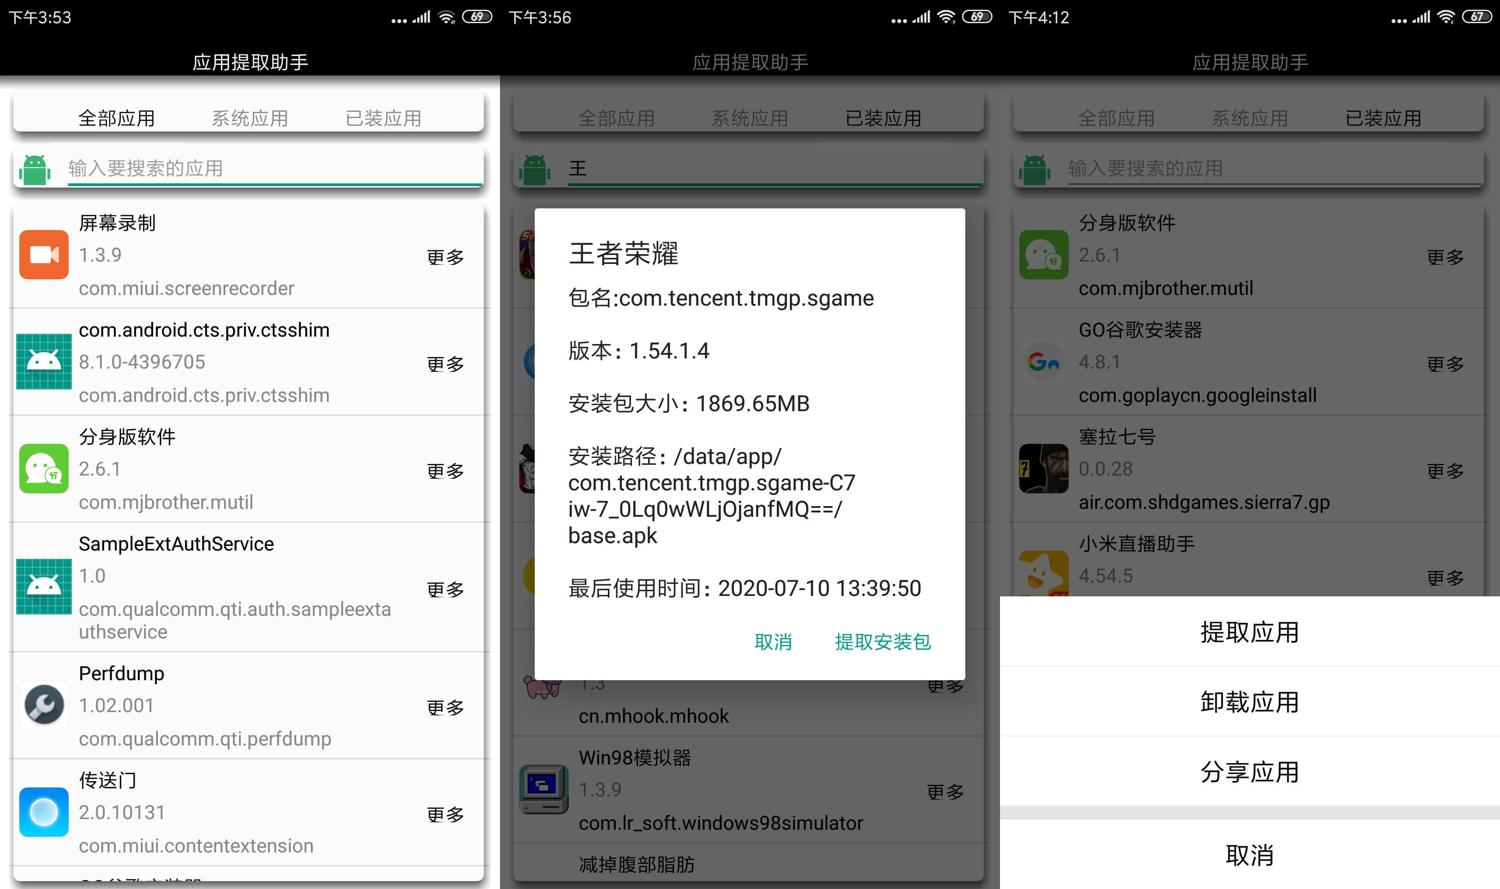 下午3:53
69
应用提取助手
全部应用
系统应用
已装应用
输入要搜索的应用
屏幕录制
1.3.9
更多
com.miui.screenrecorder
com.android.cts.priv.ctsshim
8.1.0-4396705
更多
com.android.cts.priv.ctsshim
分身版软件
2.6.1
更多
com.mjbrother.mutil
SampleExtAuthService
1.0
更多
com.qualcomm.qti.auth.sampleexta
uthservice
Perfdump
1.02.001
更多
com.qualcomm.qti.perfdump
传送门
2.0.10131
更多
com.miui.contentextension
下午3:56
69
应用提取助手
全部应用
系统应用
已装应用
王
王者荣耀
包名:com.tencent.tmgp.sgame
版本：1.54.1.4
安装包大小：1869.65MB
安装路径：/data/app/
com.tencent.tmgp.sgame-C7
iw-7_0Lq0wWLjOjanfMQ==/
base.apk
最后使用时间：2020-07-10 13:39:50
取消
提取安装包
1.3
更多
cn.mhook.mhook
Win98模拟器
1.3.9
更多
com.lr_soft.windows98simulator
减掉腹部脂肪
下午4:12
67
应用提取助手
全部应用
系统应用
已装应用
输入要搜索的应用
分身版软件
2.6.1
更多
com.mjbrother.mutil
GO谷歌安装器
4.8.1
更多
com.goplaycn.googleinstall
塞拉七号
0.0.28
更多
air.com.shdgames.sierra7.gp
小米直播助手
4.54.5
更多
提取应用
卸载应用
分享应用
取消